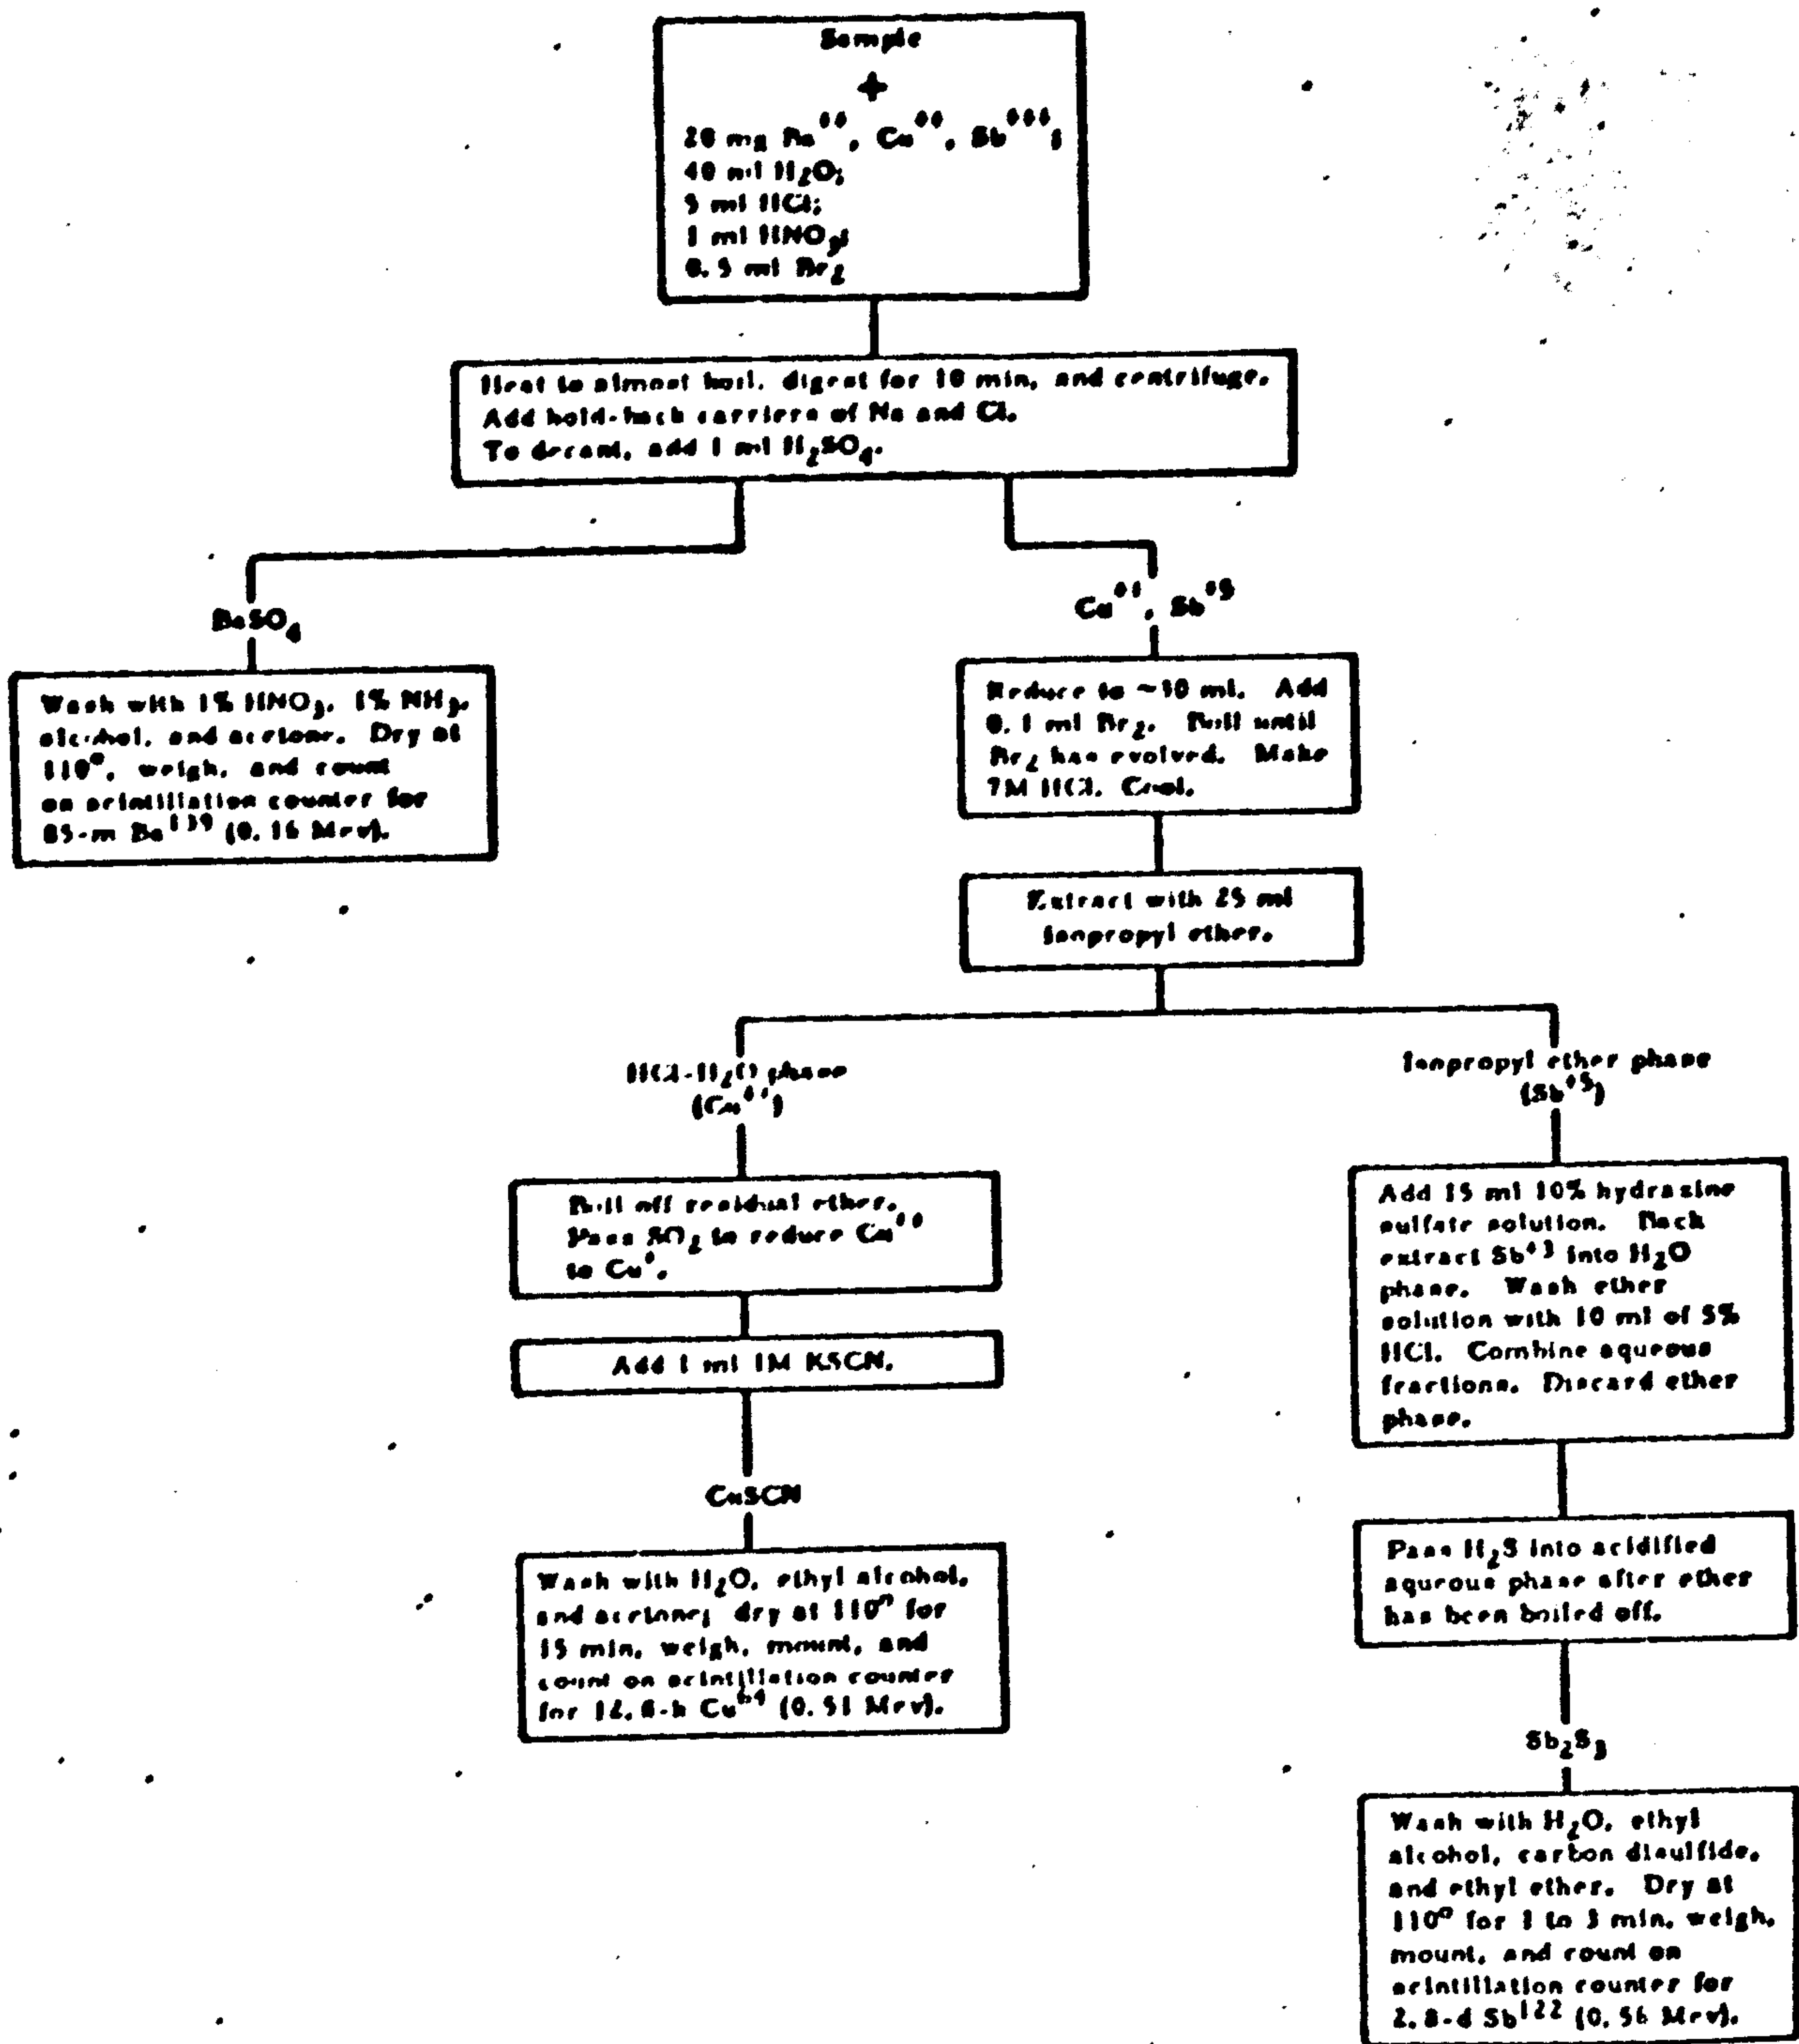 Sample
+
20 mg Ba++, Cu++, Sb+++;
40 ml H2O;
5 ml HCl;
1 ml HNO3;
0.5 ml Br2
Heat to almost boil, digest for 10 min, and centrifuge.
Add hold-back carriers of Na and Cl.
To decant, add 1 ml H2SO4.
BaSO4
Cu++, Sb+5
Wash with 1% HNO3, 1% NH3,
alcohol, and acetone. Dry at
110°, weigh, and count
on scintillation counter for
85-m Ba139 (0.16 Mev).
Reduce to ~10 ml. Add
0.1 ml Br2. Boil until
Br2 has evolved. Make
7M HCl. Cool.
Extract with 25 ml
isopropyl ether.
HCl-H2O phase
(Cu++)
Isopropyl ether phase
(Sb+5)
Boil off residual ether.
Pass SO2 to reduce Cu++
to Cu+.
Add 1 ml 1M KSCN.
CuSCN
Wash with H2O, ethyl alcohol,
and acetone; dry at 110° for
15 min, weigh, mount, and
count on scintillation counter
for 12.8-h Cu64 (0.51 Mev).
Add 15 ml 10% hydrazine
sulfate solution. Back
extract Sb+3 into H2O
phase. Wash ether
solution with 10 ml of 5%
HCl. Combine aqueous
fractions. Discard ether
phase.
Pass H2S into acidified
aqueous phase after ether
has been boiled off.
Sb2S3
Wash with H2O, ethyl
alcohol, carbon disulfide,
and ethyl ether. Dry at
110° for 1 to 3 min, weigh,
mount, and count on
scintillation counter for
2.8-d Sb122 (0.56 Mev).